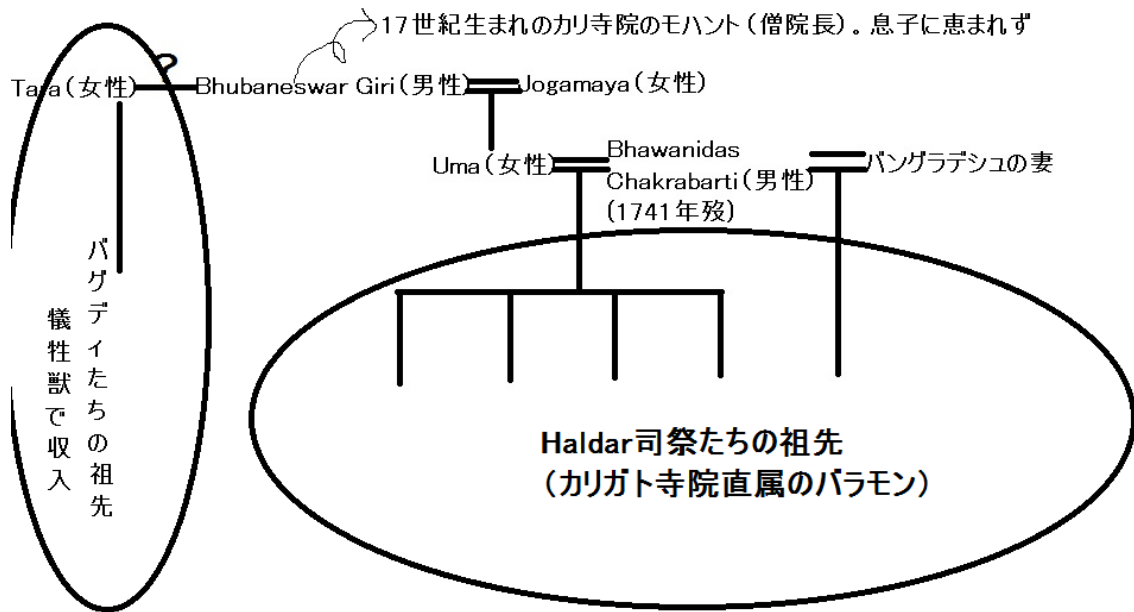 17世紀生まれのカリ寺院のモハント(僧院長)。息子に恵まれず
?
Tara(女性)
Bhubaneswar Giri(男性)
Jogamaya(女性)
Uma(女性)
Bhawanidas
Chakrabarti(男性)
(1741年歿)
バングラデシュの妻
バグディたちの祖先
犠牲獣で収入
Haldar司祭たちの祖先
(カリガト寺院直属のバラモン)